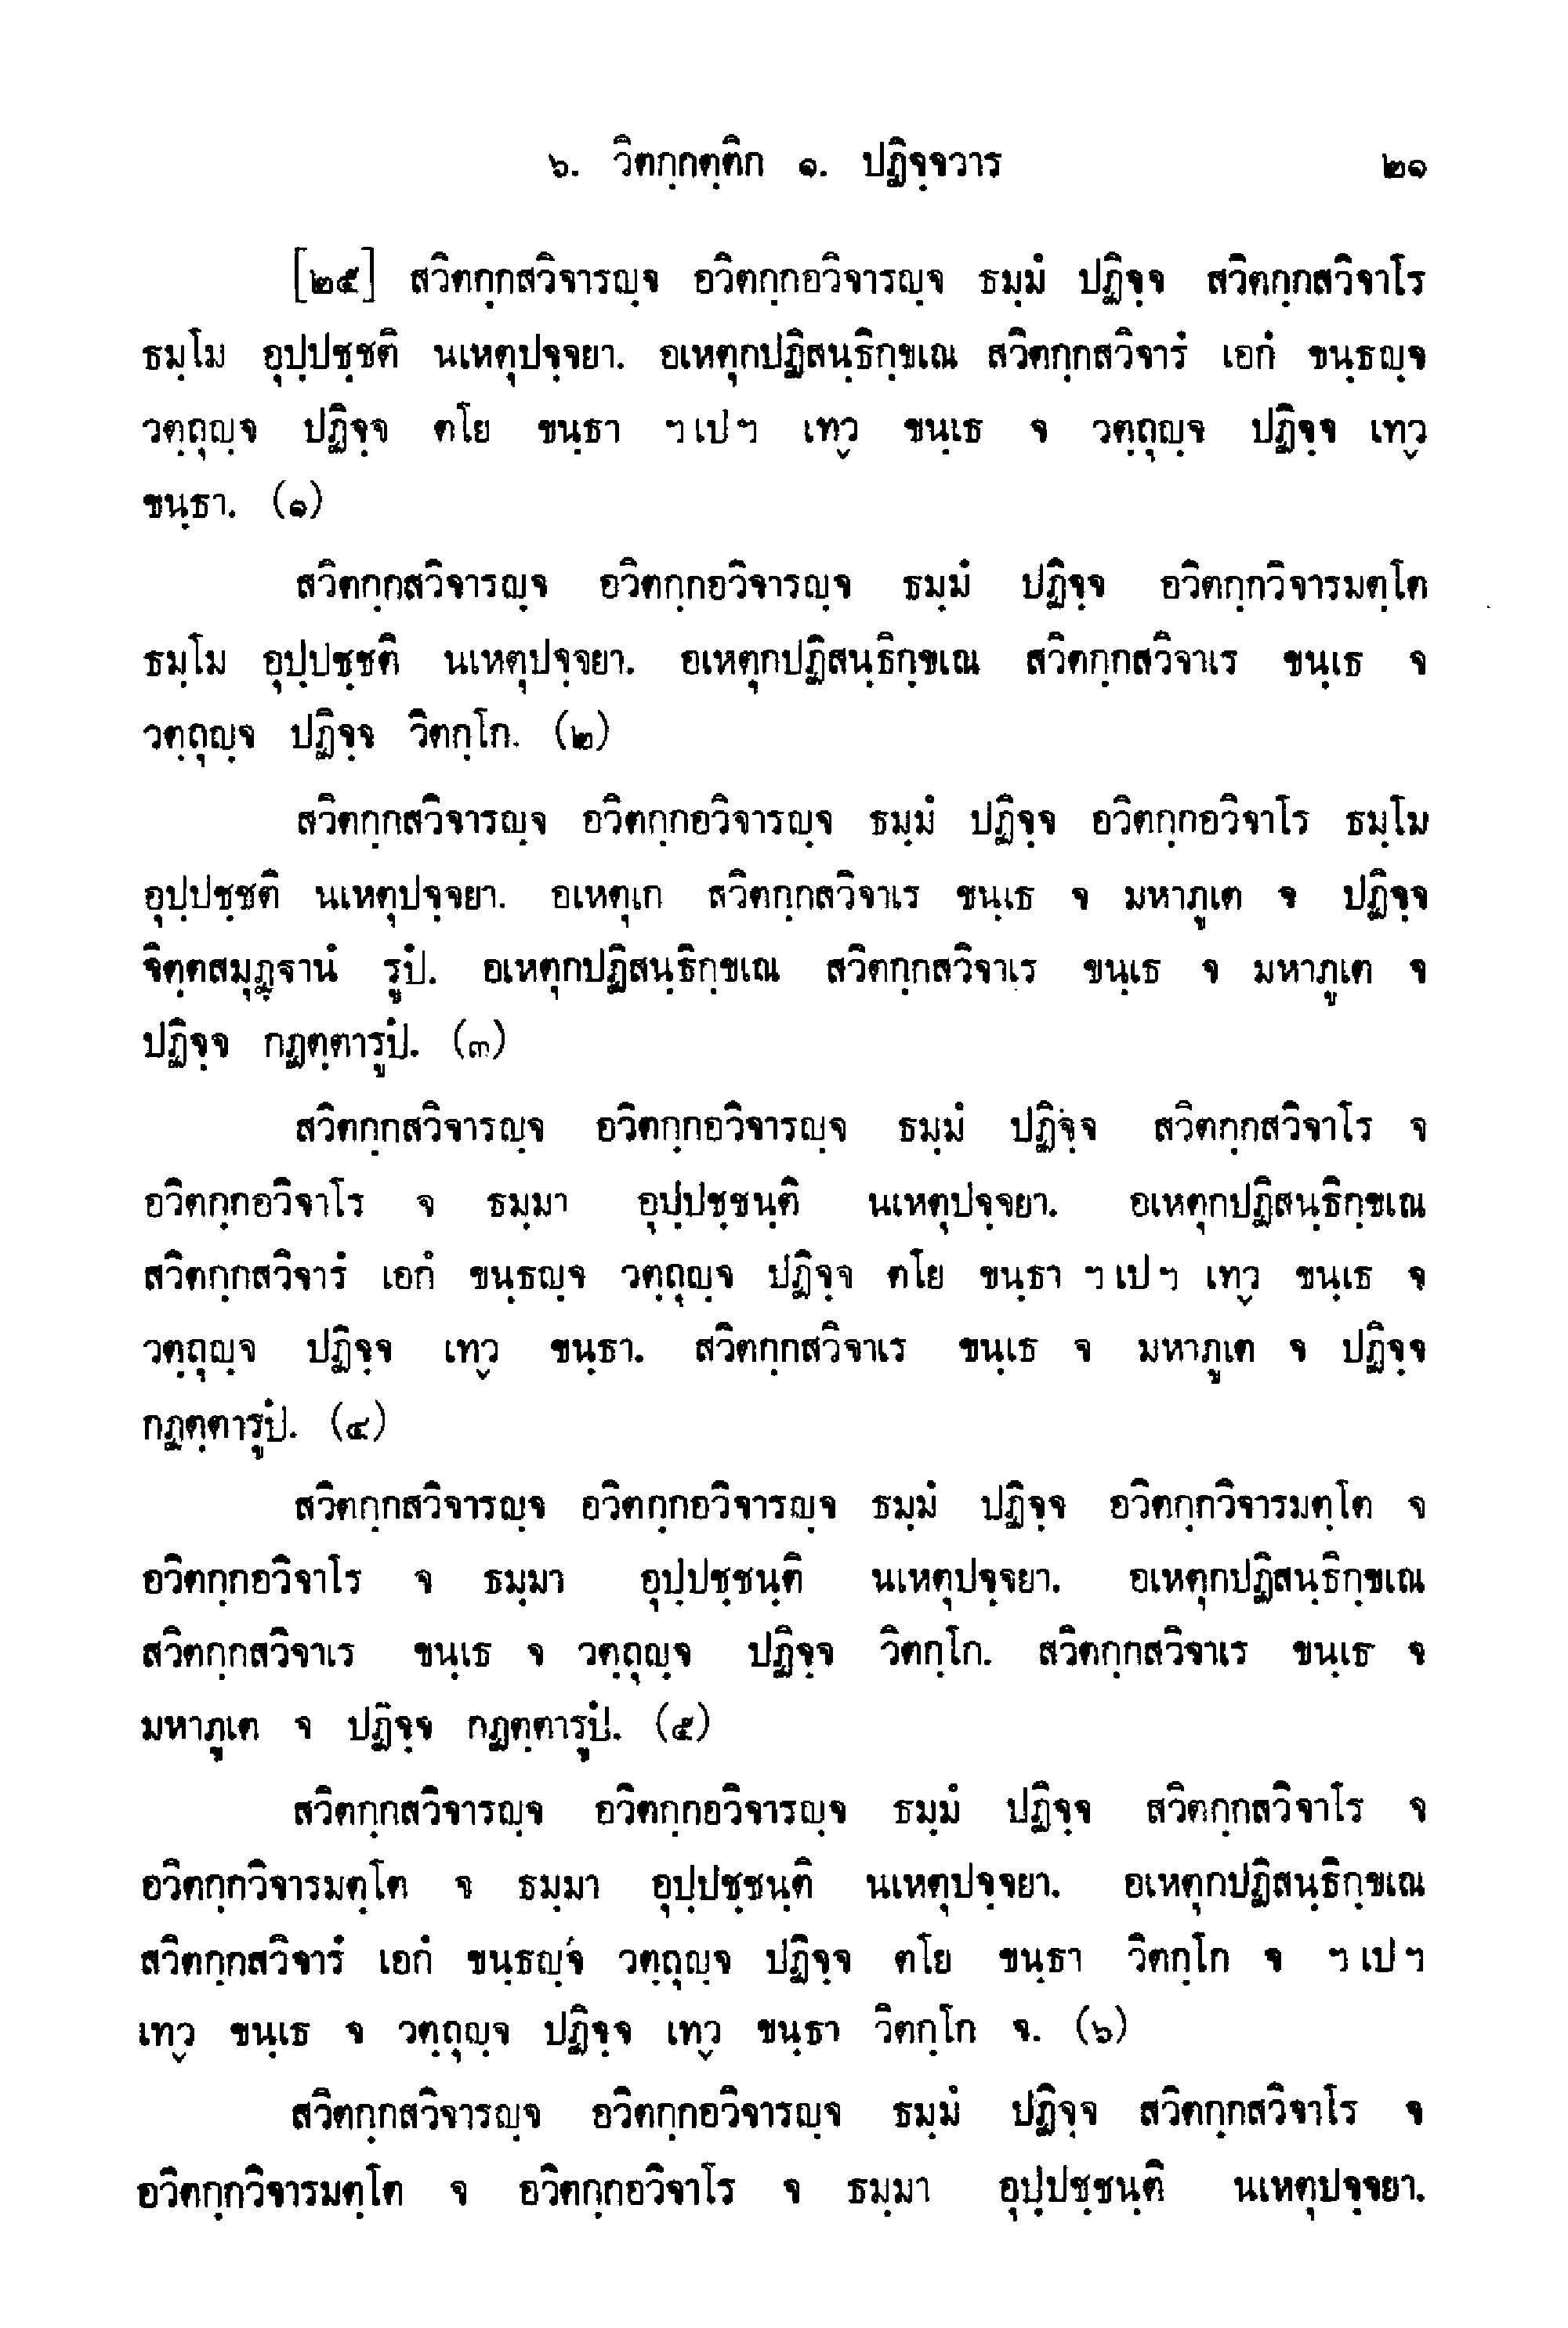 ๖. วิตกฺกตฺติก ๑. ปฏิจฺจวาร ๒๑
[๒๕] สวิตกฺกสวิจารญฺจ อวิตกฺกอวิจารญฺจ ธมฺมํ ปฏิจฺจ สวิตกฺกสวิจาโร
ธมฺโม อุปฺปชฺชติ นเหตุปจฺจยา. อเหตุกปฏิสนฺธิกฺขเณ สวิตกฺกสวิจารํ เอกํ ขนฺธญฺจ
วตฺถุญฺจ ปฏิจฺจ ตโย ขนฺธา ฯเปฯ เทฺว ขนฺเธ จ วตฺถุญฺจ ปฏิจฺจ เทฺว
ขนฺธา. (๑)
สวิตกฺกสวิจารญฺจ อวิตกฺกอวิจารญฺจ ธมฺมํ ปฏิจฺจ อวิตกฺกวิจารมตฺโต
ธมฺโม อุปฺปชฺชติ นเหตุปจฺจยา. อเหตุกปฏิสนฺธิกฺขเณ สวิตกฺกสวิจาเร ขนฺเธ จ
วตฺถุญฺจ ปฏิจฺจ วิตกฺโก. (๒)
สวิตกฺกสวิจารญฺจ อวิตกฺกอวิจารญฺจ ธมฺมํ ปฏิจฺจ อวิตกฺกอวิจาโร ธมฺโม
อุปฺปชฺชติ นเหตุปจฺจยา. อเหตุเก สวิตกฺกสวิจาเร ขนฺเธ จ มหาภูเต จ ปฏิจฺจ
จิตฺตสมุฏฺฐานํ รูปํ. อเหตุกปฏิสนฺธิกฺขเณ สวิตกฺกสวิจาเร ขนฺเธ จ มหาภูเต จ
ปฏิจฺจ กฏตฺตารูปํ. (๓)
สวิตกฺกสวิจารญฺจ อวิตกฺกอวิจารญฺจ ธมฺมํ ปฏิจฺจ สวิตกฺกสวิจาโร จ
อวิตกฺกอวิจาโร จ ธมฺมา อุปฺปชฺชนฺติ นเหตุปจฺจยา. อเหตุกปฏิสนฺธิกฺขเณ
สวิตกฺกสวิจารํ เอกํ ขนฺธญฺจ วตฺถุญฺจ ปฏิจฺจ ตโย ขนฺธา ฯเปฯ เทฺว ขนฺเธ จ
วตฺถุญฺจ ปฏิจฺจ เทฺว ขนฺธา. สวิตกฺกสวิจาเร ขนฺเธ จ มหาภูเต จ ปฏิจฺจ
กฏตฺตารูปํ. (๔)
สวิตกฺกสวิจารญฺจ อวิตกฺกอวิจารญฺจ ธมฺมํ ปฏิจฺจ อวิตกฺกวิจารมตฺโต จ
อวิตกฺกอวิจาโร จ ธมฺมา อุปฺปชฺชนฺติ นเหตุปจฺจยา. อเหตุกปฏิสนฺธิกฺขเณ
สวิตกฺกสวิจาเร ขนฺเธ จ วตฺถุญฺจ ปฏิจฺจ วิตกฺโก. สวิตกฺกสวิจาเร ขนฺเธ จ
มหาภูเต จ ปฏิจฺจ กฏตฺตารูปํ. (๕)
สวิตกฺกสวิจารญฺจ อวิตกฺกอวิจารญฺจ ธมฺมํ ปฏิจฺจ สวิตกฺกสวิจาโร จ
อวิตกฺกวิจารมตฺโต จ ธมฺมา อุปฺปชฺชนฺติ นเหตุปจฺจยา. อเหตุกปฏิสนฺธิกฺขเณ
สวิตกฺกสวิจารํ เอกํ ขนฺธญฺจ วตฺถุญฺจ ปฏิจฺจ ตโย ขนฺธา วิตกฺโก จ ฯเปฯ
เทฺว ขนฺเธ จ วตฺถุญฺจ ปฏิจฺจ เทฺว ขนฺธา วิตกฺโก จ. (๖)
สวิตกฺกสวิจารญฺจ อวิตกฺกอวิจารญฺจ ธมฺมํ ปฏิจฺจ สวิตกฺกสวิจาโร จ
อวิตกฺกวิจารมตฺโต จ อวิตกฺกอวิจาโร จ ธมฺมา อุปฺปชฺชนฺติ นเหตุปจฺจยา.